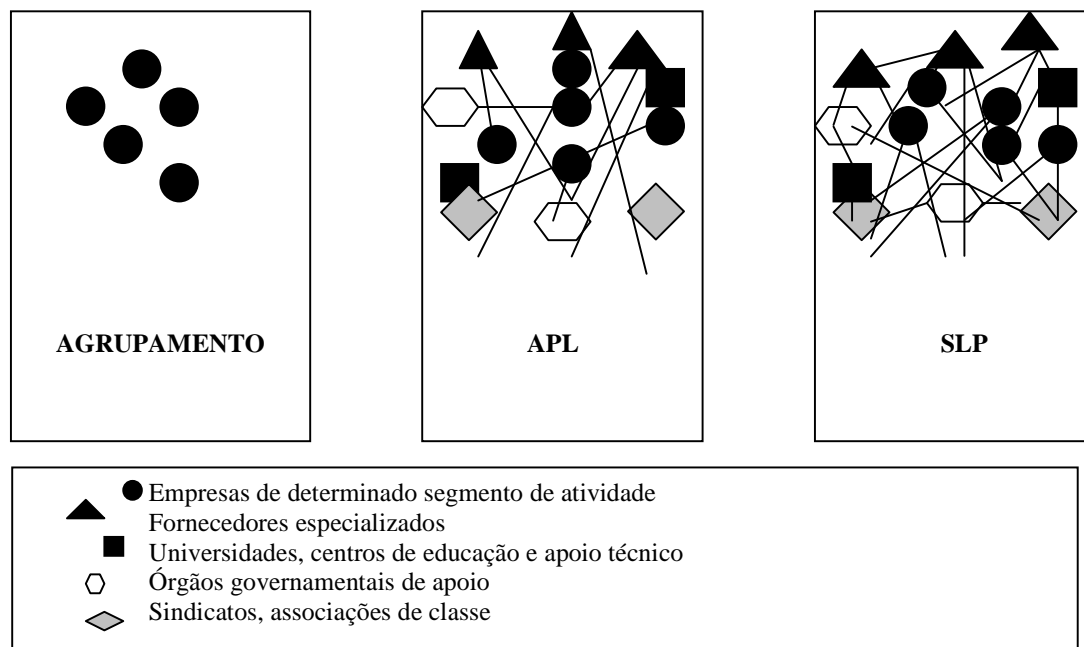 AGRUPAMENTO
APL
SLP
Empresas de determinado segmento de atividade
Fornecedores especializados
Universidades, centros de educação e apoio técnico
Órgãos governamentais de apoio
Sindicatos, associações de classe